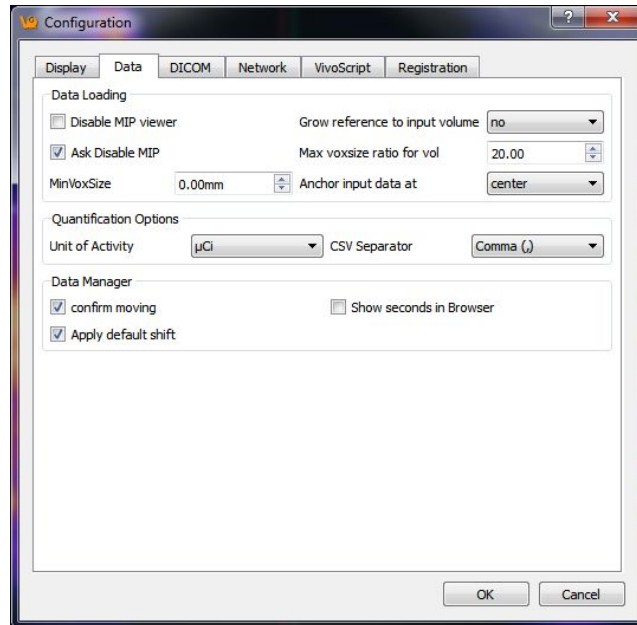 Configuration
Display Data DICOM Network VivoScript Registration
Data Loading
Disable MIP viewer Grow reference to input volume no
Ask Disable MIP Max voxsize ratio for vol 20.00
MinVoxSize 0.00mm Anchor input data at center
Quantification Options
Unit of Activity µCi CSV Separator Comma (,)
Data Manager
confirm moving Show seconds in Browser
Apply default shift
OK Cancel